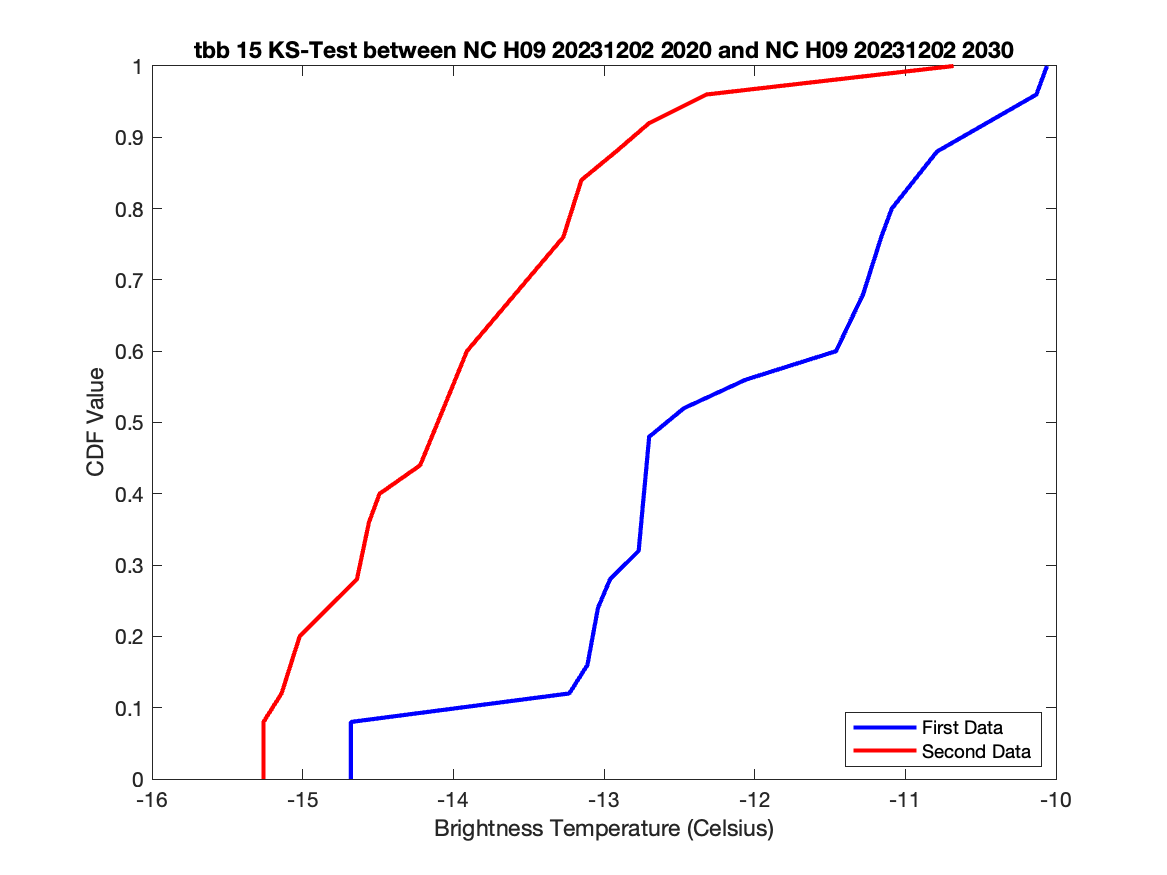 tbb 15 KS-Test between NC H09 20231202 2020 and NC H09 20231202 2030
1
0.9
0.8
0.7
0.6
0.5
0.4
0.3
0.2
0.1
0
CDF Value
First Data
Second Data
-16 -15 -14 -13 -12 -11 -10
Brightness Temperature (Celsius)